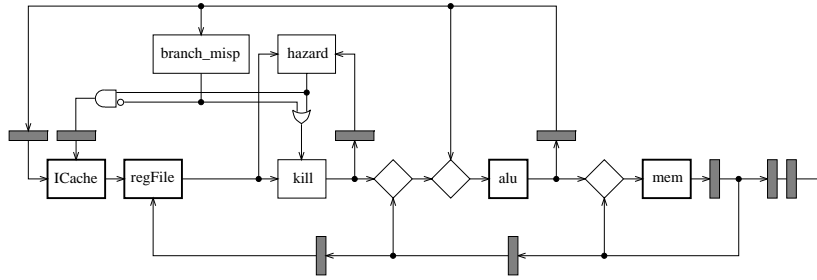 branch_misp
hazard
ICache
regFile
kill
alu
mem